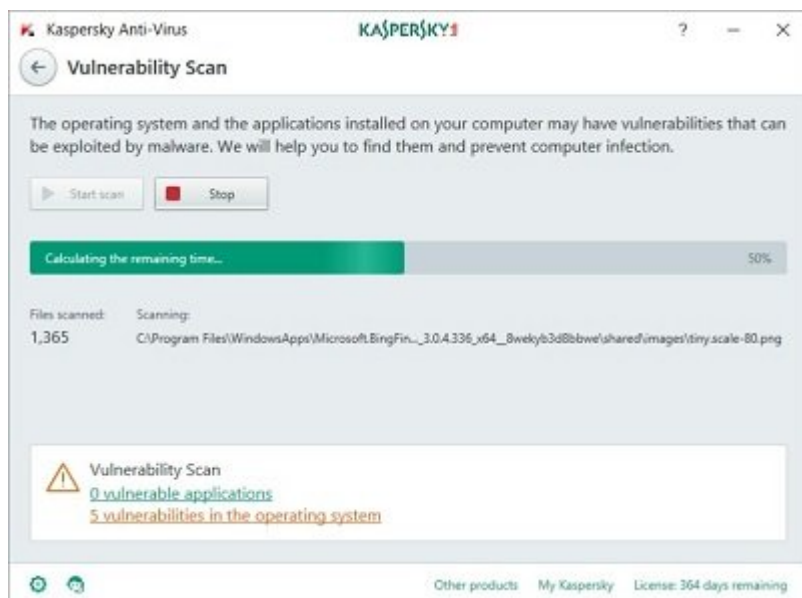 Kaspersky Anti-Virus
KASPERSKY
?
Vulnerability Scan
The operating system and the applications installed on your computer may have vulnerabilities that can
be exploited by malware. We will help you to find them and prevent computer infection.
Start scan
Stop
Calculating the remaining time...
50%
Files scanned:
Scanning:
1,365
C:\Program Files\WindowsApps\Microsoft.BingFin..._3.0.4.336_x64__8wekyb3d8bbwe\shared\images\tiny.scale-80.png
Vulnerability Scan
0 vulnerable applications
5 vulnerabilities in the operating system
Other products
My Kaspersky
License: 364 days remaining